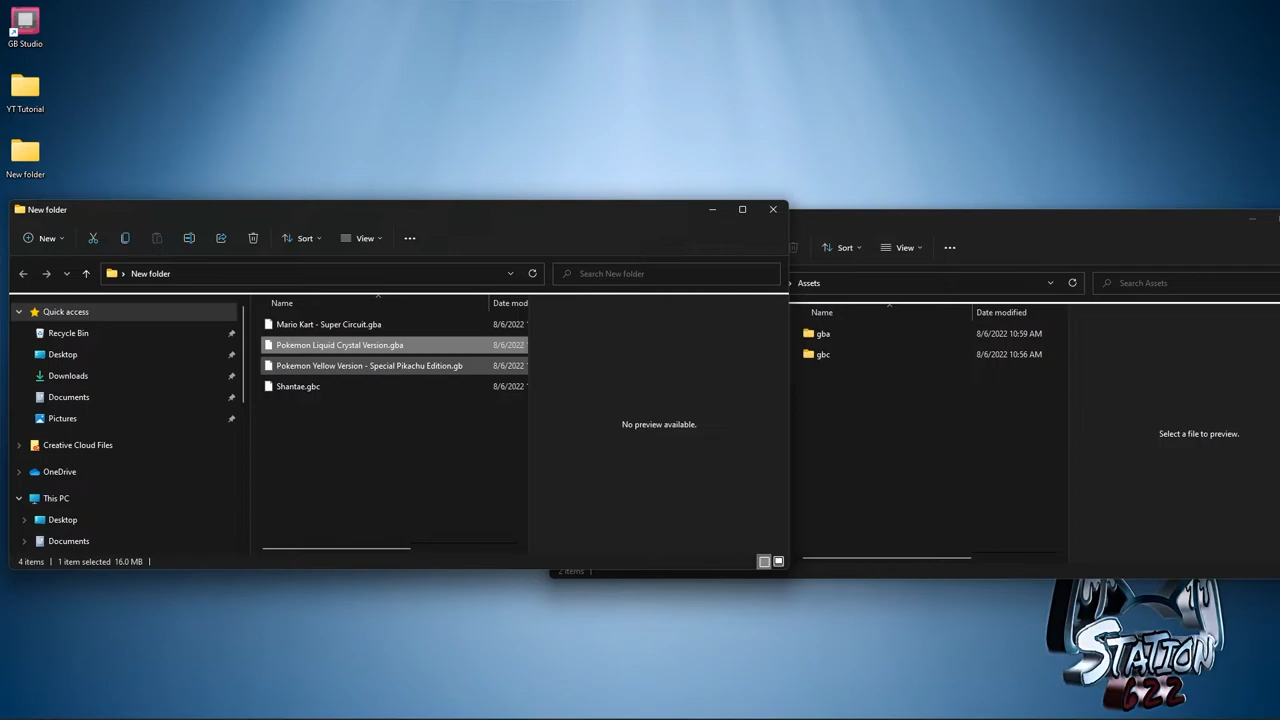 GB Studio
YT Tutorial
New folder
New folder
New
Sort
View
New folder
Search New folder
Quick access
Recycle Bin
Desktop
Downloads
Documents
Pictures
Creative Cloud Files
OneDrive
This PC
Desktop
Documents
Name
Date mod
Mario Kart - Super Circuit.gba
8/6/2022
Pokemon Liquid Crystal Version.gba
8/6/2022
Pokemon Yellow Version - Special Pikachu Edition.gb
8/6/2022
Shantae.gbc
8/6/2022
No preview available.
4 items
1 item selected 16.0 MB
Sort
View
Assets
Search Assets
Name
Date modified
gba
8/6/2022 10:59 AM
gbc
8/6/2022 10:56 AM
Select a file to preview.
2 items
STATION
622